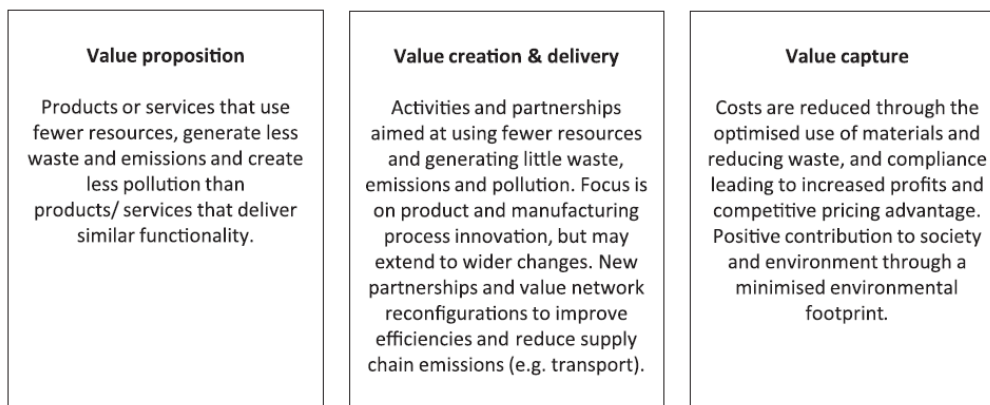 Value proposition
Products or services that use
fewer resources, generate less
waste and emissions and create
less pollution than
products/ services that deliver
similar functionality.
Value creation & delivery
Activities and partnerships
aimed at using fewer resources
and generating little waste,
emissions and pollution. Focus is
on product and manufacturing
process innovation, but may
extend to wider changes. New
partnerships and value network
reconfigurations to improve
efficiencies and reduce supply
chain emissions (e.g. transport).
Value capture
Costs are reduced through the
optimised use of materials and
reducing waste, and compliance
leading to increased profits and
competitive pricing advantage.
Positive contribution to society
and environment through a
minimised environmental
footprint.